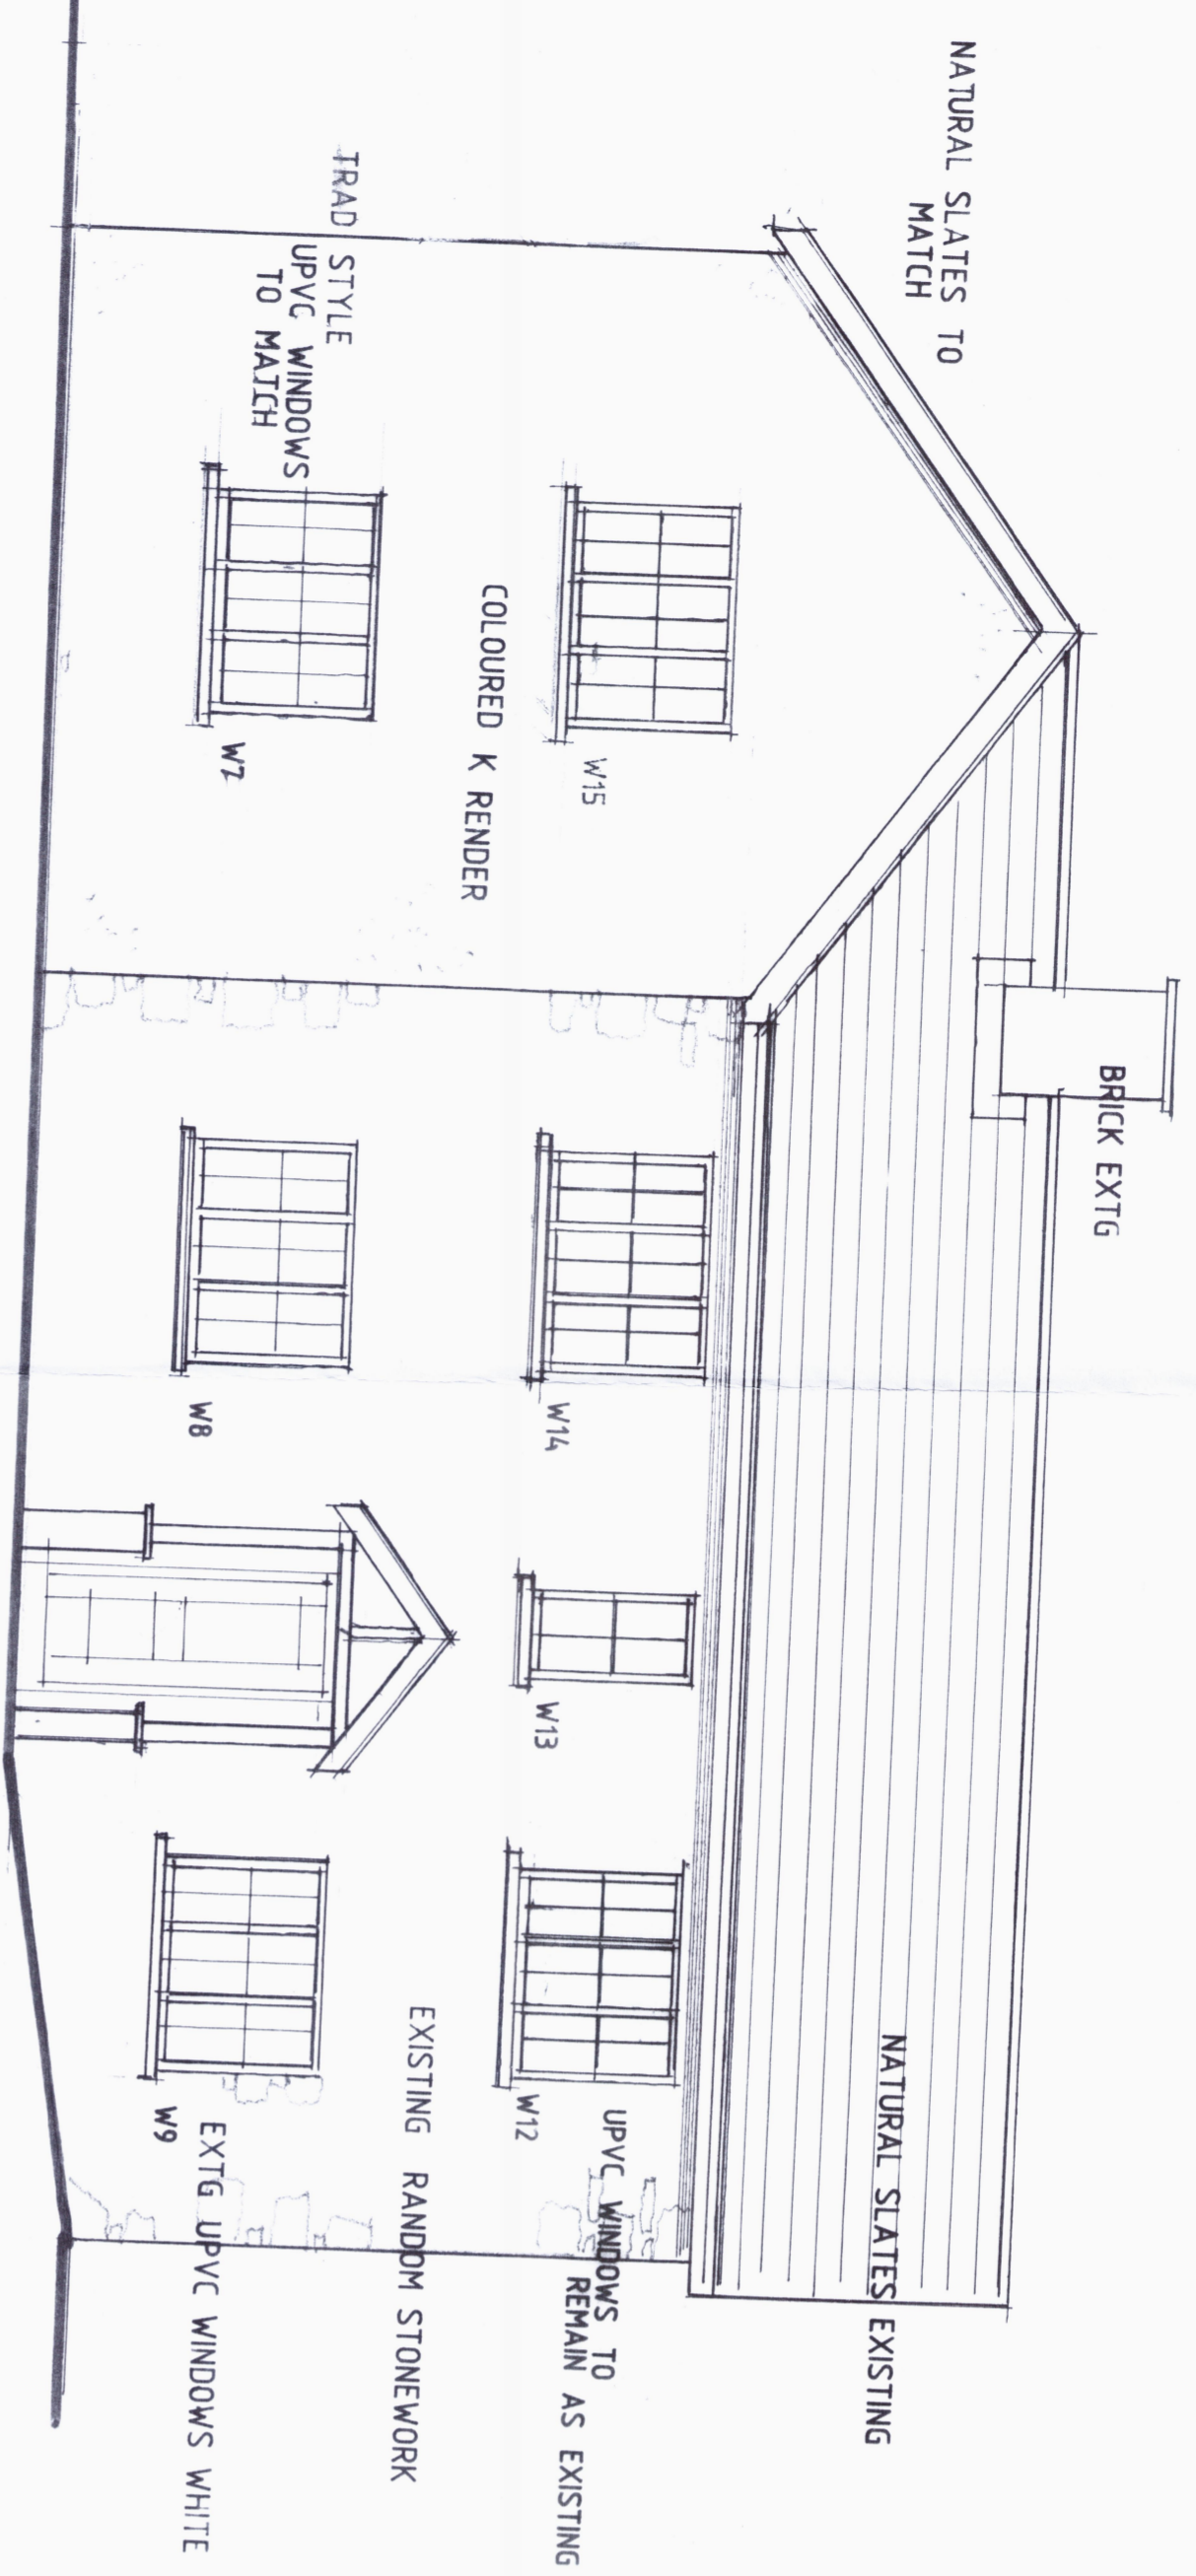 NATURAL SLATES TO
MATCH
BRICK EXTG
NATURAL SLATES EXISTING
TRAD STYLE
UPVC WINDOWS
TO MATCH
W15
W14
W13
W12
UPVC WINDOWS TO
REMAIN AS EXISTING
COLOURED K RENDER
EXISTING RANDOM STONEWORK
W7
W8
W9
EXTG UPVC WINDOWS WHITE